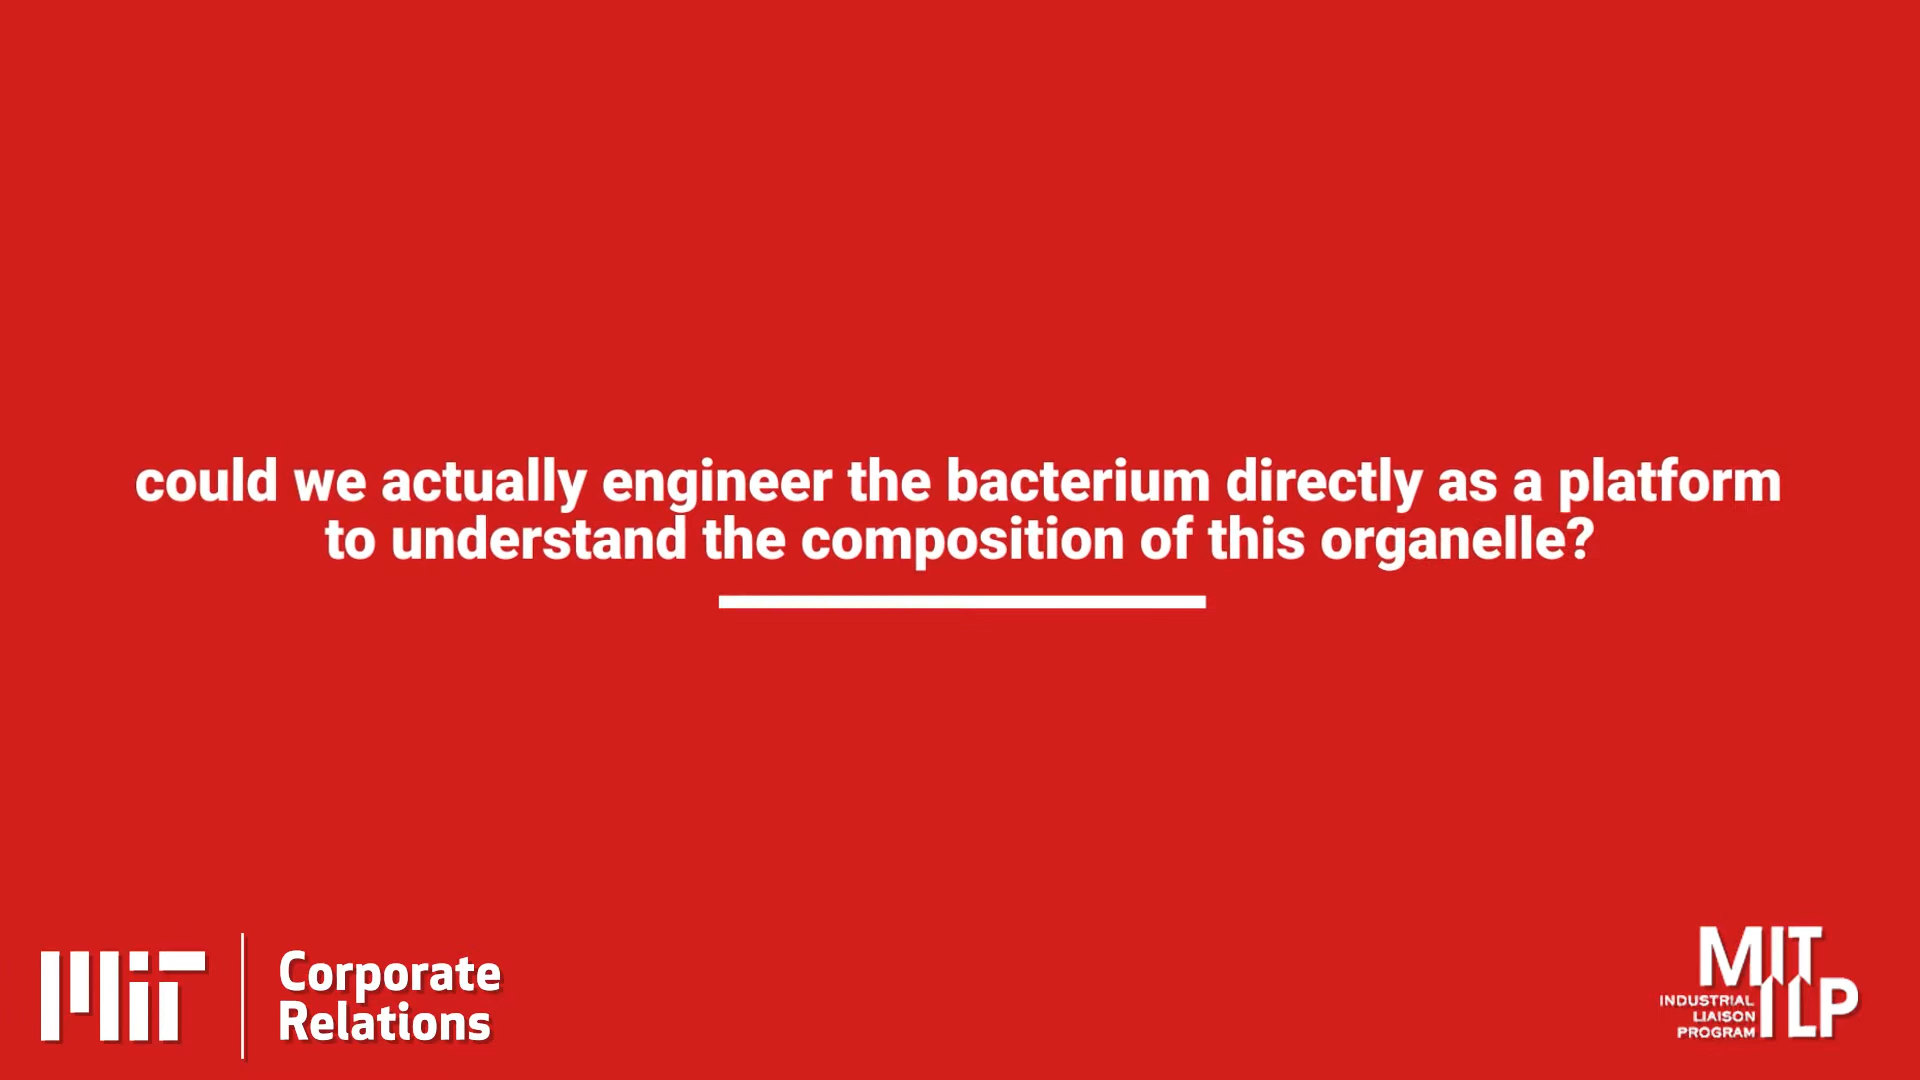 could we actually engineer the bacterium directly as a platform
to understand the composition of this organelle?
MIT
Corporate
Relations
MIT
ILP
INDUSTRIAL
LIAISON
PROGRAM